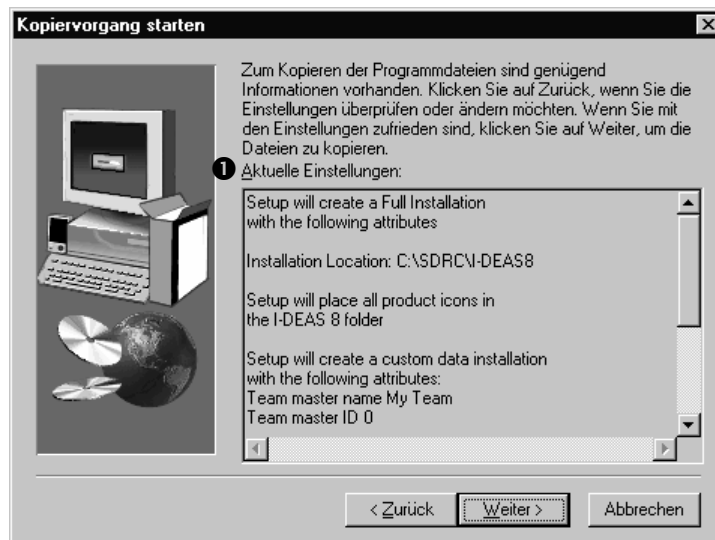 Kopiervorgang starten
Zum Kopieren der Programmdateien sind genügend
Informationen vorhanden. Klicken Sie auf Zurück, wenn Sie die
Einstellungen überprüfen oder ändern möchten. Wenn Sie mit
den Einstellungen zufrieden sind, klicken Sie auf Weiter, um die
Dateien zu kopieren.
❶ Aktuelle Einstellungen:
Setup will create a Full Installation
with the following attributes
Installation Location: C:\SDRC\I-DEAS8
Setup will place all product icons in
the I-DEAS 8 folder
Setup will create a custom data installation
with the following attributes:
Team master name My Team
Team master ID 0
< Zurück
Weiter >
Abbrechen